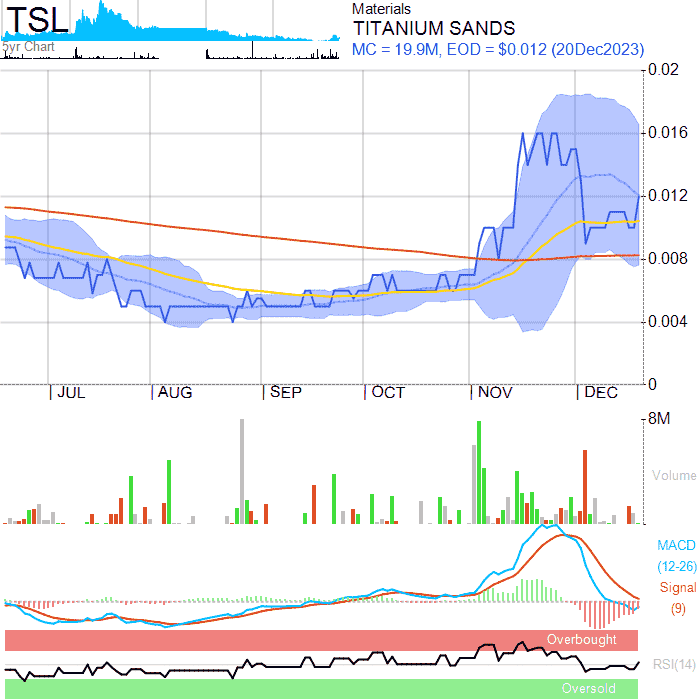 TSL
5yr Chart
Materials
TITANIUM SANDS
MC = 19.9M, EOD = $0.012 (20Dec2023)
0.02
0.016
0.012
0.008
0.004
0
JUL AUG SEP OCT NOV DEC
8M
Volume
MACD
(12-26)
Signal
(9)
Overbought
RSI(14)
Oversold